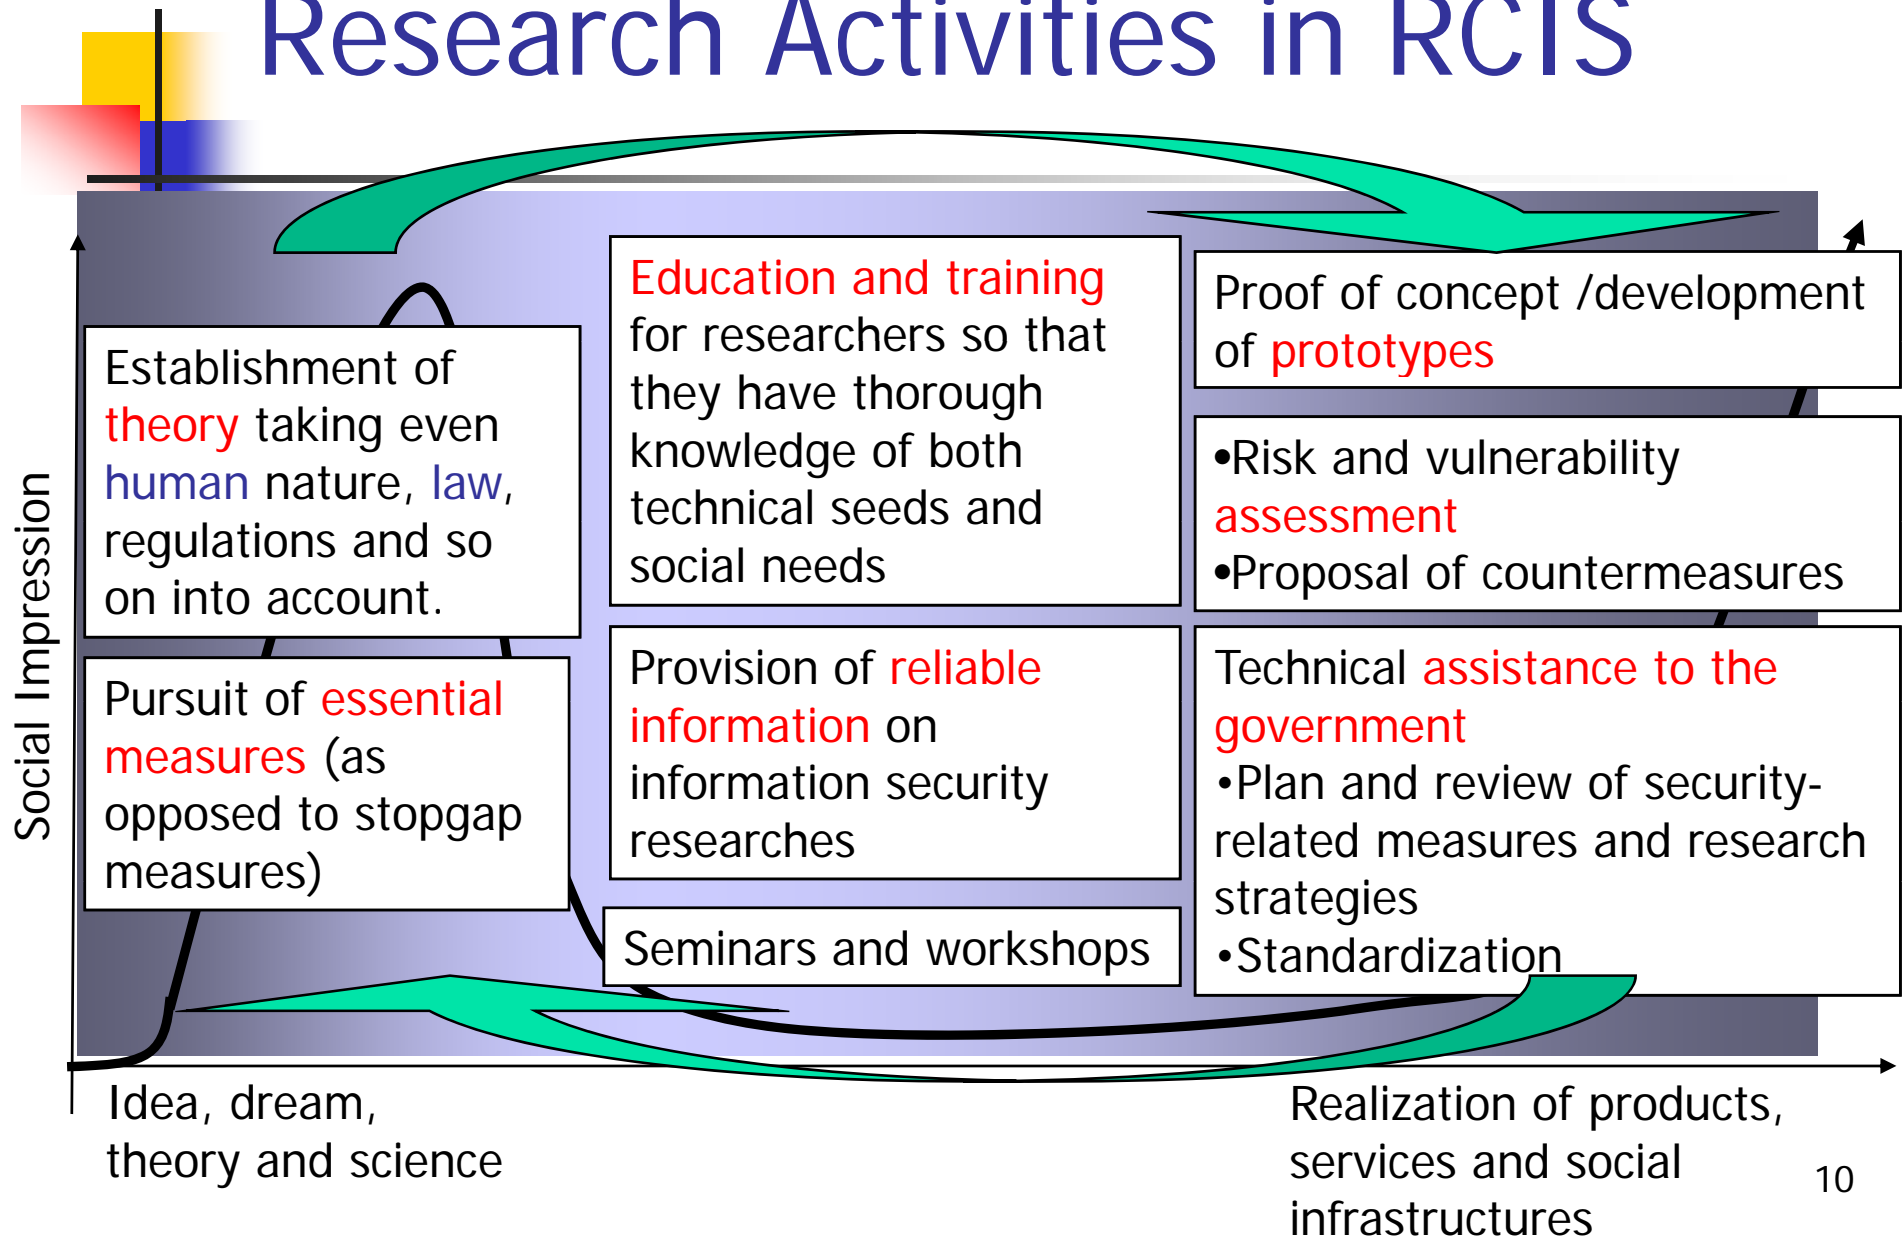 Research Activities in RCIS
Social Impression
Establishment of
theory taking even
human nature, law,
regulations and so
on into account.
Pursuit of essential
measures (as
opposed to stopgap
measures)
Education and training
for researchers so that
they have thorough
knowledge of both
technical seeds and
social needs
Provision of reliable
information on
information security
researches
Seminars and workshops
Proof of concept /development
of prototypes
•Risk and vulnerability
assessment
•Proposal of countermeasures
Technical assistance to the
government
•Plan and review of security-
related measures and research
strategies
•Standardization
Idea, dream,
theory and science
Realization of products,
services and social
infrastructures
10